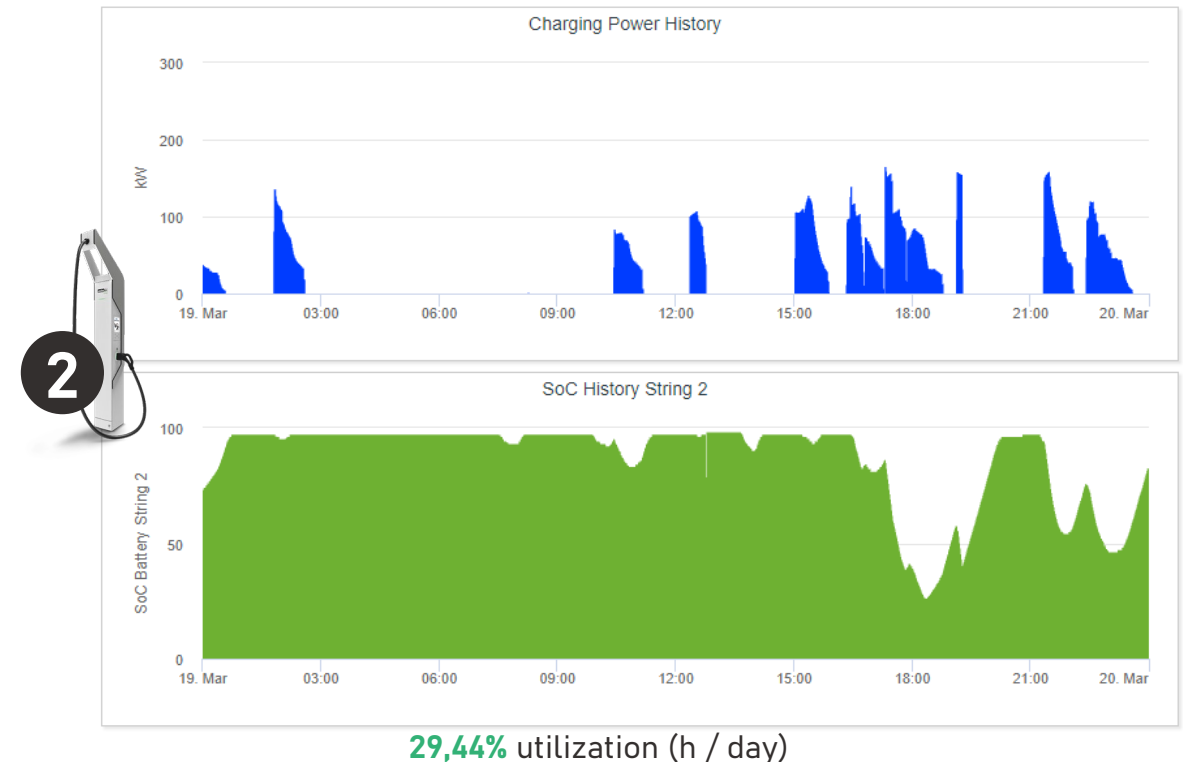 Charging Power History
300
200
100
0
kW
19. Mar 03:00 06:00 09:00 12:00 15:00 18:00 21:00 20. Mar
2
SoC History String 2
100
50
0
SoC Battery String 2
19. Mar 03:00 06:00 09:00 12:00 15:00 18:00 21:00 20. Mar
29,44% utilization (h / day)